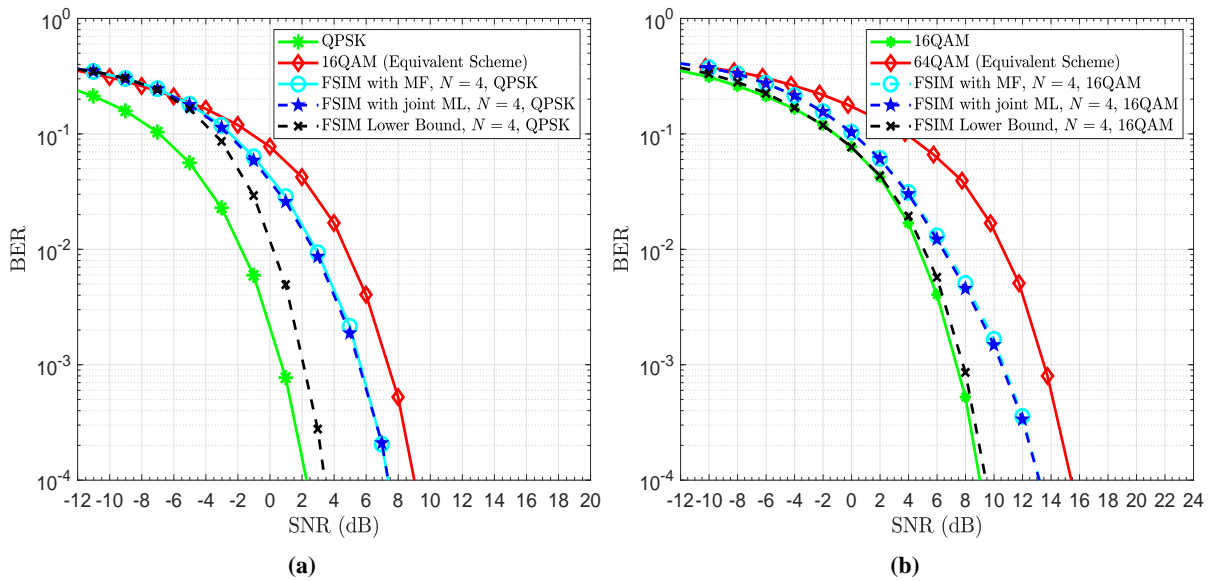 10^0
10^-1
10^-2
10^-3
10^-4
BER
QPSK
16QAM (Equivalent Scheme)
FSIM with MF, N = 4, QPSK
FSIM with joint ML, N = 4, QPSK
FSIM Lower Bound, N = 4, QPSK
-12 -10 -8 -6 -4 -2 0 2 4 6 8 10 12 14 16 18 20
SNR (dB)
(a)
10^0
10^-1
10^-2
10^-3
10^-4
BER
16QAM
64QAM (Equivalent Scheme)
FSIM with MF, N = 4, 16QAM
FSIM with joint ML, N = 4, 16QAM
FSIM Lower Bound, N = 4, 16QAM
-12 -10 -8 -6 -4 -2 0 2 4 6 8 10 12 14 16 18 20 22 24
SNR (dB)
(b)